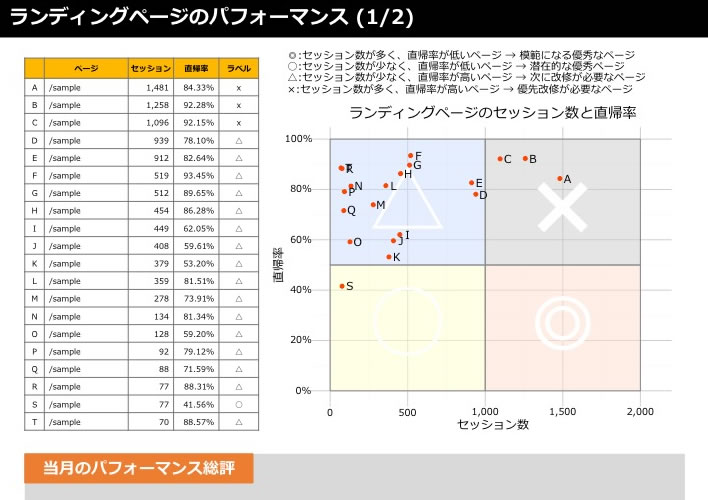 ランディングページのパフォーマンス (1/2)
◎:セッション数が多く、直帰率が低いページ → 模範になる優秀なページ
○:セッション数が少なく、直帰率が低いページ → 潜在的な優秀ページ
△:セッション数が少なく、直帰率が高いページ → 次に改修が必要なページ
×:セッション数が多く、直帰率が高いページ → 優先改修が必要なページ
ページ セッション 直帰率 ラベル
A /sample 1,481 84.33% x
B /sample 1,258 92.28% x
C /sample 1,096 92.15% x
D /sample 939 78.10% △
E /sample 912 82.64% △
F /sample 519 93.45% △
G /sample 512 89.65% △
H /sample 454 86.28% △
I /sample 449 62.05% △
J /sample 408 59.61% △
K /sample 379 53.20% △
L /sample 359 81.51% △
M /sample 278 73.91% △
N /sample 134 81.34% △
O /sample 128 59.20% △
P /sample 92 79.12% △
Q /sample 88 71.59% △
R /sample 77 88.31% △
S /sample 77 41.56% ○
T /sample 70 88.57% △
ランディングページのセッション数と直帰率
直帰率
100%
80%
60%
40%
20%
0%
F
G
C
B
T
R
H
A
N
L
E
P
D
Q
M
I
O
J
K
S
0 500 1,000 1,500 2,000
セッション数
当月のパフォーマンス総評